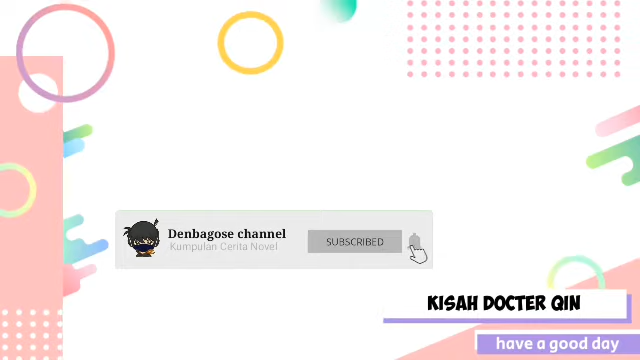 Denbagose channel
Kumpulan Cerita Novel
SUBSCRIBED
KISAH DOCTER QIN
have a good day